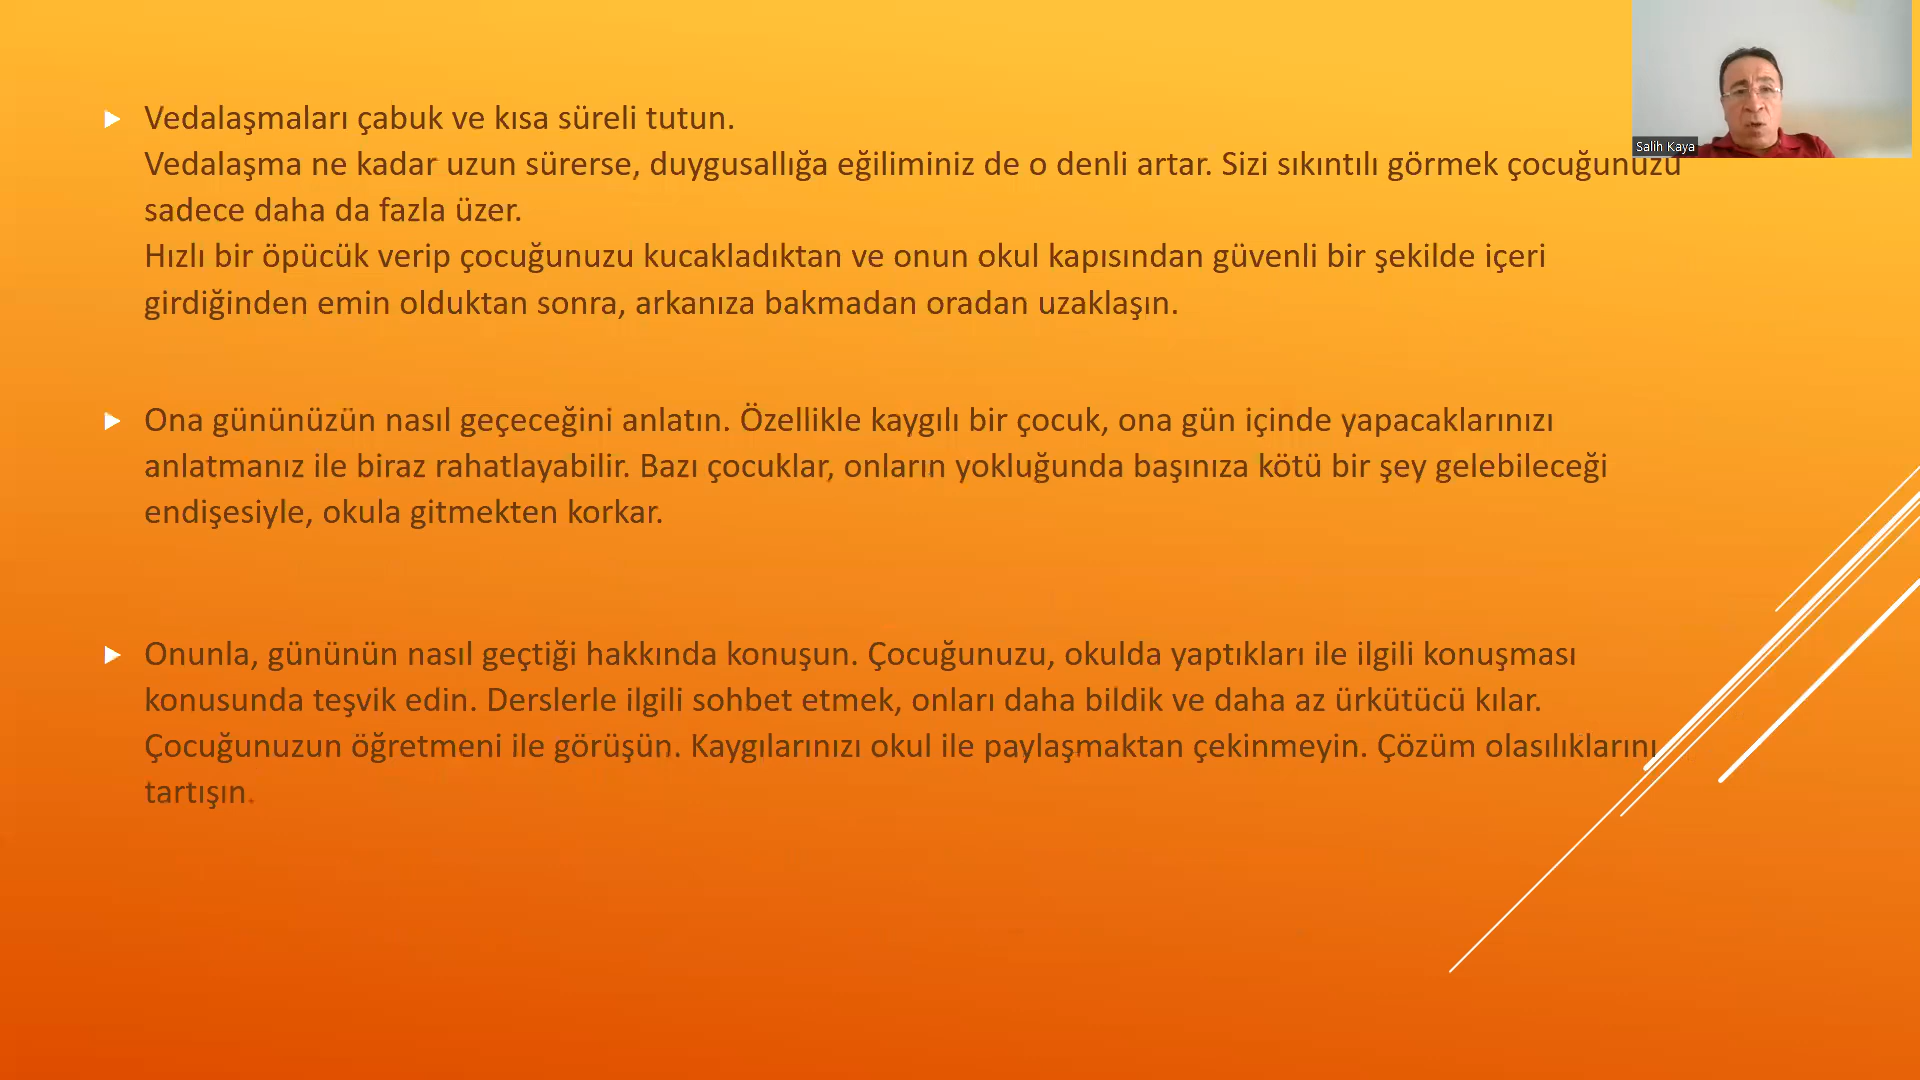 Vedalaşmaları çabuk ve kısa süreli tutun.
Vedalaşma ne kadar uzun sürerse, duygusallığa eğiliminiz de o denli artar. Sizi sıkıntılı görmek çocuğunuzu
sadece daha da fazla üzer.
Hızlı bir öpücük verip çocuğunuzu kucakladıktan ve onun okul kapısından güvenli bir şekilde içeri
girdiğinden emin olduktan sonra, arkanıza bakmadan oradan uzaklaşın.
Ona gününüzün nasıl geçeceğini anlatın. Özellikle kaygılı bir çocuk, ona gün içinde yapacaklarınızı
anlatmanız ile biraz rahatlayabilir. Bazı çocuklar, onların yokluğunda başınıza kötü bir şey gelebileceği
endişesiyle, okula gitmekten korkar.
Onunla, gününün nasıl geçtiği hakkında konuşun. Çocuğunuzu, okulda yaptıkları ile ilgili konuşması
konusunda teşvik edin. Derslerle ilgili sohbet etmek, onları daha bildik ve daha az ürkütücü kılar.
Çocuğunuzun öğretmeni ile görüşün. Kaygılarınızı okul ile paylaşmaktan çekinmeyin. Çözüm olasılıklarını
tartışın.
Salih Kaya